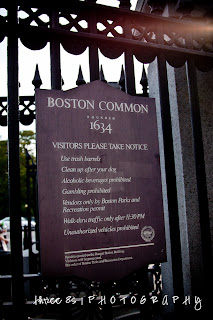 BOSTON COMMON
FOUNDED
1634
VISITORS PLEASE TAKE NOTICE
Use trash barrels
Clean up after your dog
Alcoholic beverages prohibited
Gambling prohibited
Vendors only by Boston Parks and
Recreation permit
Walk-thru traffic only after 11:30 PM
Unauthorized vehicles prohibited
PHOTOGRAPHY